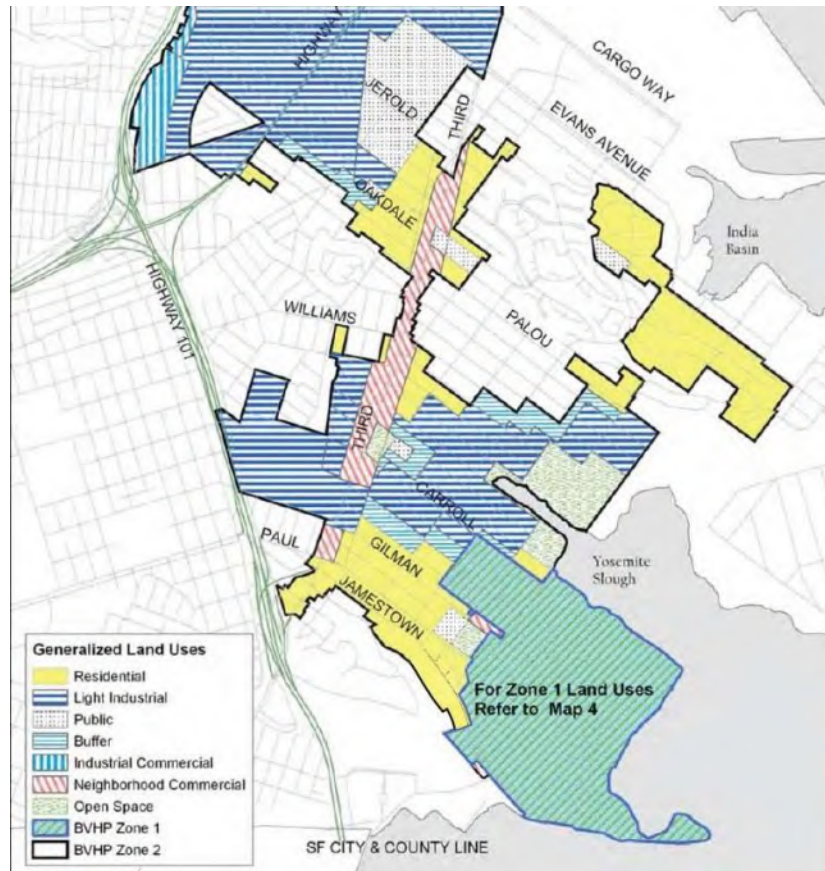 HIGHWAY
CARGO WAY
JEROLD
THIRD
EVANS AVENUE
OAKDALE
India
Basin
HIGHWAY 101
WILLIAMS
PALOU
THIRD
CARROLL
PAUL
GILMAN
Yosemite
Slough
JAMESTOWN
For Zone 1 Land Uses
Refer to Map 4
Generalized Land Uses
Residential
Light Industrial
Public
Buffer
Industrial Commercial
Neighborhood Commercial
Open Space
BVHP Zone 1
BVHP Zone 2
SF CITY & COUNTY LINE